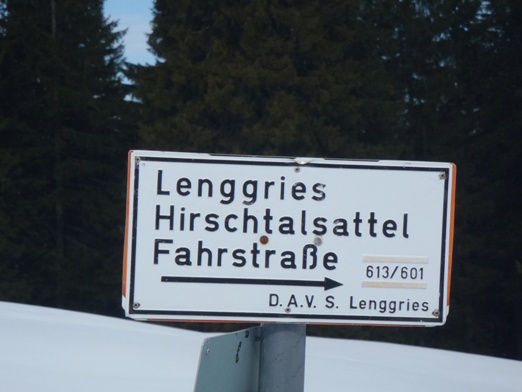 Lenggries
Hirschtalsattel
Fahrstraße
613/601
D.A.V. S. Lenggries